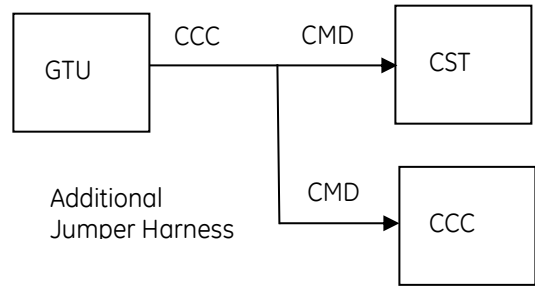 CCC CMD
GTU CST
CMD
Additional
Jumper Harness
CCC